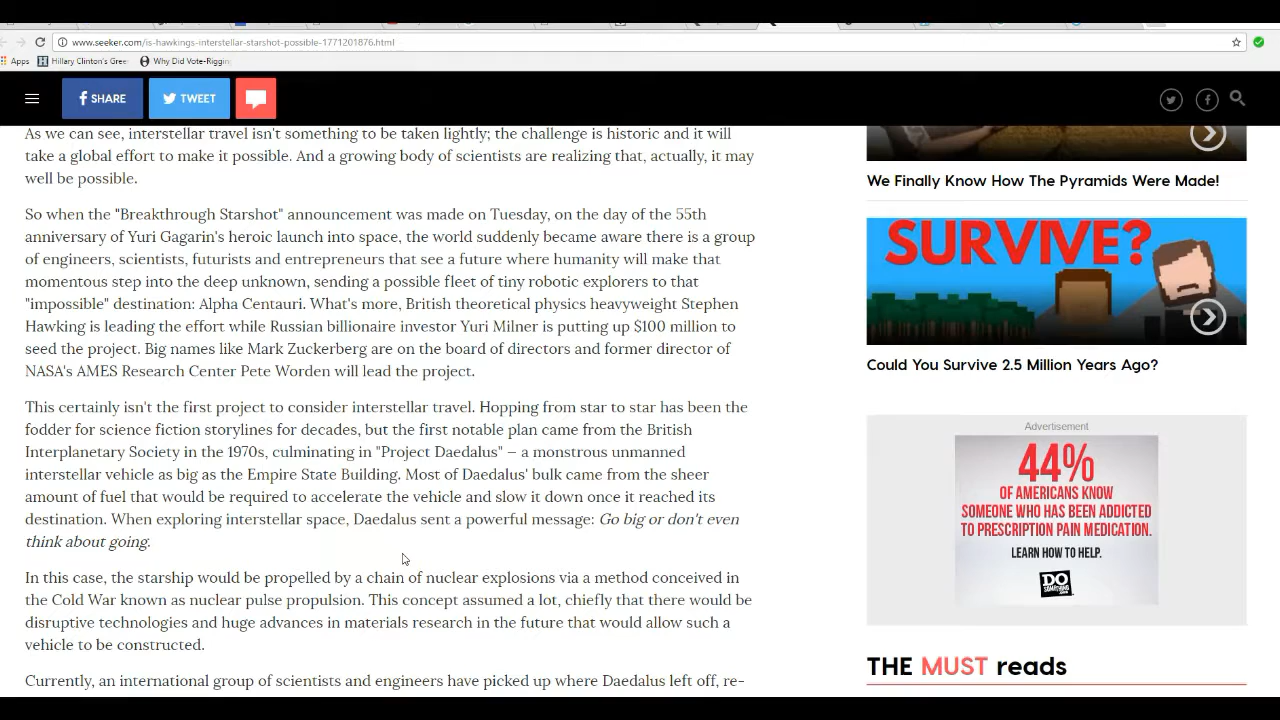 www.seeker.com/is-hawkings-interstellar-starshot-possible-1771201876.html
Apps
Hillary Clinton's Gree
Why Did Vote-Riggin
SHARE
TWEET
As we can see, interstellar travel isn't something to be taken lightly; the challenge is historic and it will
take a global effort to make it possible. And a growing body of scientists are realizing that, actually, it may
well be possible.
So when the "Breakthrough Starshot" announcement was made on Tuesday, on the day of the 55th
anniversary of Yuri Gagarin's heroic launch into space, the world suddenly became aware there is a group
of engineers, scientists, futurists and entrepreneurs that see a future where humanity will make that
momentous step into the deep unknown, sending a possible fleet of tiny robotic explorers to that
"impossible" destination: Alpha Centauri. What's more, British theoretical physics heavyweight Stephen
Hawking is leading the effort while Russian billionaire investor Yuri Milner is putting up $100 million to
seed the project. Big names like Mark Zuckerberg are on the board of directors and former director of
NASA's AMES Research Center Pete Worden will lead the project.
This certainly isn't the first project to consider interstellar travel. Hopping from star to star has been the
fodder for science fiction storylines for decades, but the first notable plan came from the British
Interplanetary Society in the 1970s, culminating in "Project Daedalus" — a monstrous unmanned
interstellar vehicle as big as the Empire State Building. Most of Daedalus' bulk came from the sheer
amount of fuel that would be required to accelerate the vehicle and slow it down once it reached its
destination. When exploring interstellar space, Daedalus sent a powerful message: Go big or don't even
think about going.
In this case, the starship would be propelled by a chain of nuclear explosions via a method conceived in
the Cold War known as nuclear pulse propulsion. This concept assumed a lot, chiefly that there would be
disruptive technologies and huge advances in materials research in the future that would allow such a
vehicle to be constructed.
Currently, an international group of scientists and engineers have picked up where Daedalus left off, re-
We Finally Know How The Pyramids Were Made!
SURVIVE?
Could You Survive 2.5 Million Years Ago?
Advertisement
44%
OF AMERICANS KNOW
SOMEONE WHO HAS BEEN ADDICTED
TO PRESCRIPTION PAIN MEDICATION.
LEARN HOW TO HELP.
DO
SOMETHING
THE MUST reads